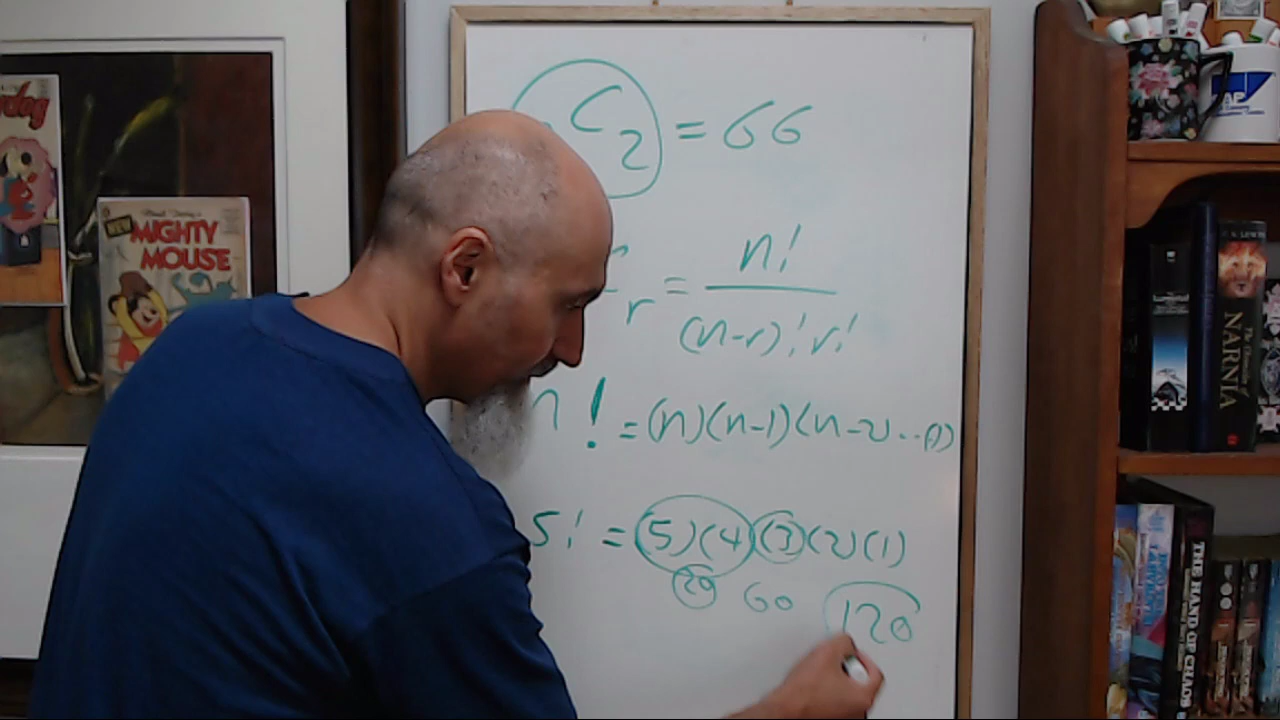 C₂ = 66
r = n! / (n-r)! r!
n! = (n)(n-1)(n-2)...(1)
5! = (5)(4)(3)(2)(1)
20 60 120
NEW
MIGHTY
MOUSE
NARNIA
THE HAND OF CHAOS